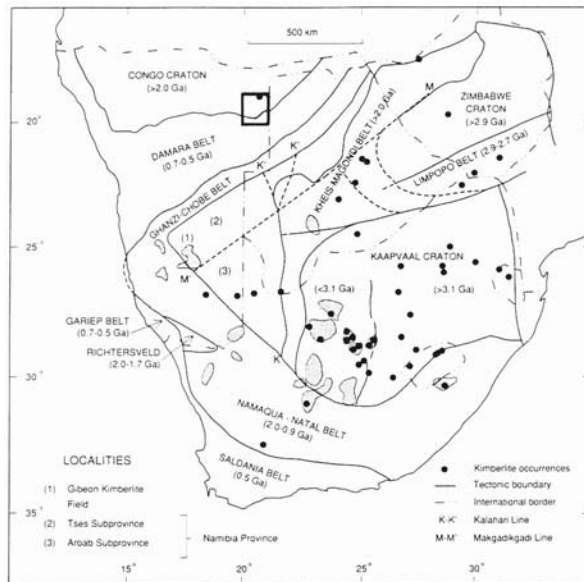 500 km
CONGO CRATON
(>2.0 Ga)
M
ZIMBABWE
CRATON
(>2.9 Ga)
20°
DAMARA BELT
(0.7-0.5 Ga)
K'
K'
KHEIS MAGONDI BELT (>2.0 Ga)
LIMPOPO BELT (2.9-2.7 Ga)
GHANZI-CHOBE BELT
(2)
(1)
25°
KAAPVAAL CRATON
M'
(3)
(<3.1 Ga)
(>3.1 Ga)
GARIEP BELT
(0.7-0.5 Ga)
RICHTERSVELD
(2.0-1.7 Ga)
K
30°
NAMAQUA - NATAL BELT
(2.0-0.9 Ga)
SALDANIA BELT
(0.5 Ga)
LOCALITIES
(1) Gibeon Kimberlite
Field
(2) Tses Subprovince
(3) Aroab Subprovince
Namibia Province
Kimberlite occurrences
Tectonic boundary
International border
K-K' Kalahari Line
M-M' Makgadikgadi Line
35°
15°
20°
25°
30°